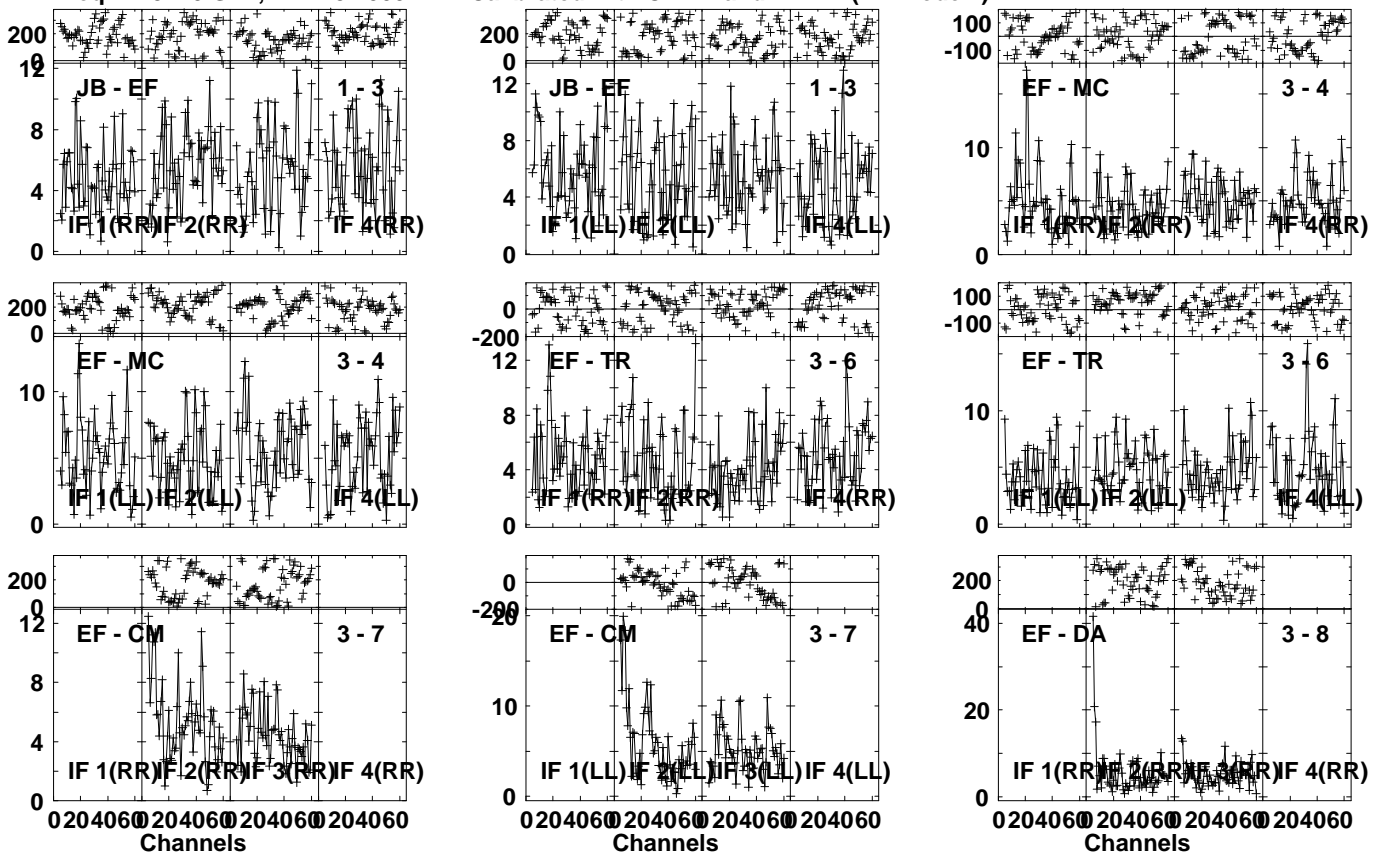 200 0 200 0 100 -100
12 JB - EF 1 - 3 12 JB - EF 1 - 3 EF - MC 3 - 4
8 8 10
4 4
IF 1(RR) IF 2(RR) IF 4(RR) IF 1(LL) IF 2(LL) IF 4(LL) IF 1(RR) IF 2(RR) IF 4(RR)
0 0 0
200 0 0 -200 100 -100
EF - MC 3 - 4 12 EF - TR 3 - 6 EF - TR 3 - 6
10 8 10
4
IF 1(LL) IF 2(LL) IF 4(LL) IF 1(RR) IF 2(RR) IF 4(RR) IF 1(LL) IF 2(LL) IF 4(LL)
0 0 0
200 0 0 -200 200 0
12 EF - CM 3 - 7 20 EF - CM 3 - 7 40 EF - DA 3 - 8
8 10 20
4
IF 1(RR) IF 2(RR) IF 3(RR) IF 4(RR) IF 1(LL) IF 2(LL) IF 3(LL) IF 4(LL) IF 1(RR) IF 2(RR) IF 3(RR) IF 4(RR)
0 0 0
0 20 40 60 0 20 40 60 0 20 40 60 0 20 40 60 0 20 40 60 0 20 40 60 0 20 40 60 0 20 40 60 0 20 40 60 0 20 40 60 0 20 40 60 0 20 40 60
Channels Channels Channels